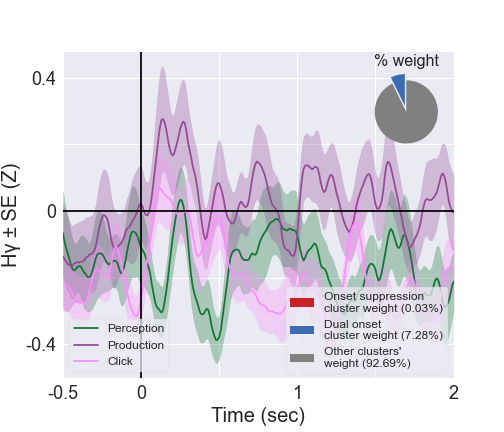 % weight
0.4
0
-0.4
Hγ ± SE (Z)
Perception
Production
Click
Onset suppression
cluster weight (0.03%)
Dual onset
cluster weight (7.28%)
Other clusters'
weight (92.69%)
-0.5
0
1
2
Time (sec)